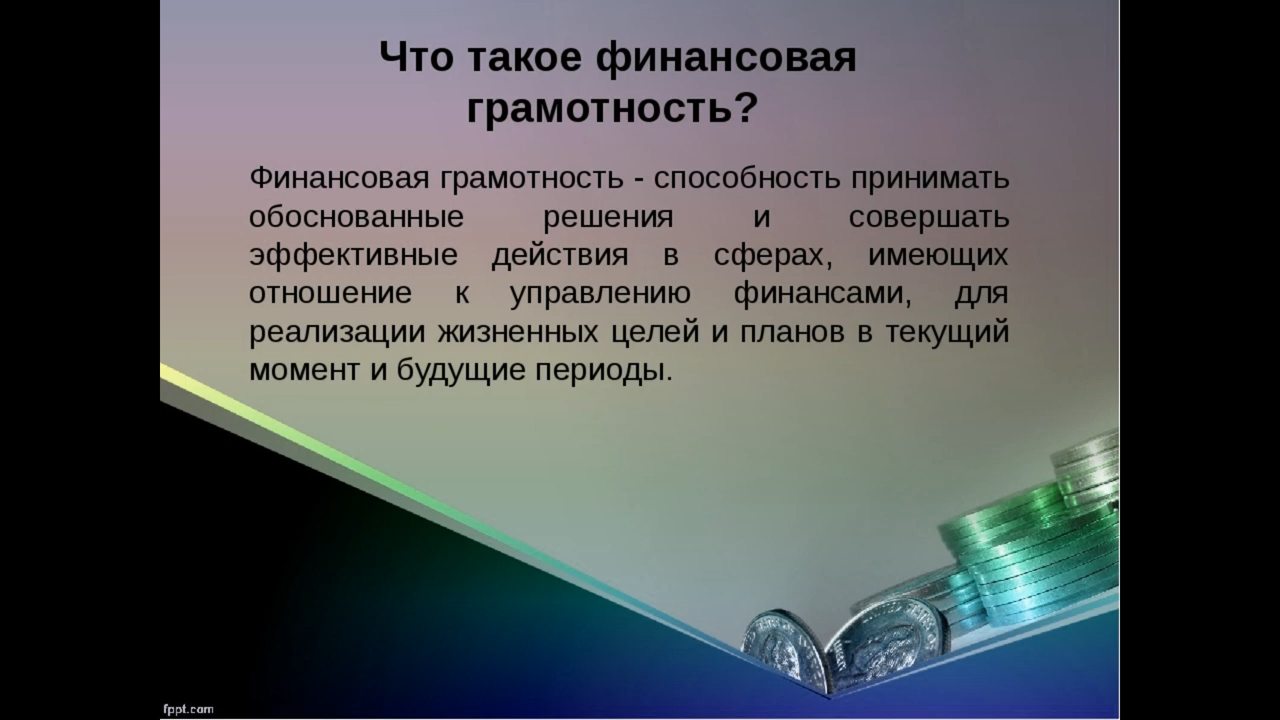 Что такое финансовая
грамотность?
Финансовая грамотность - способность принимать
обоснованные решения и совершать
эффективные действия в сферах, имеющих
отношение к управлению финансами, для
реализации жизненных целей и планов в текущий
момент и будущие периоды.
fppt.com